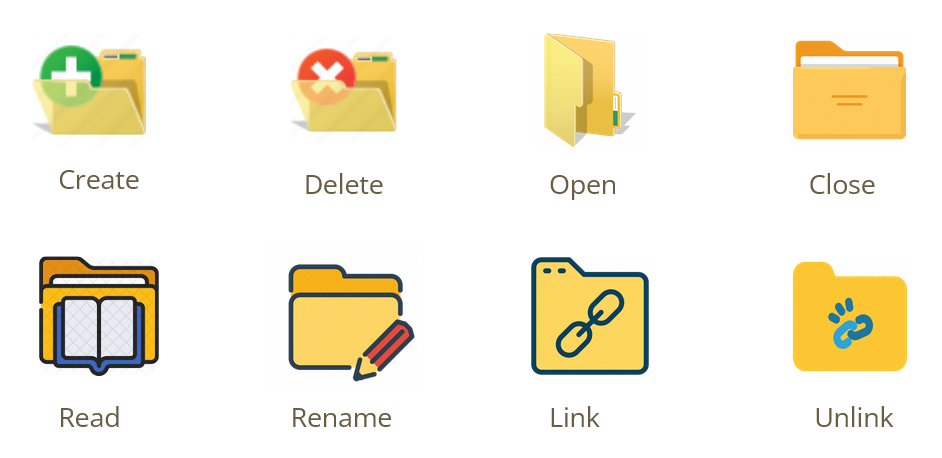 Create
Delete
Open
Close
Read
Rename
Link
Unlink